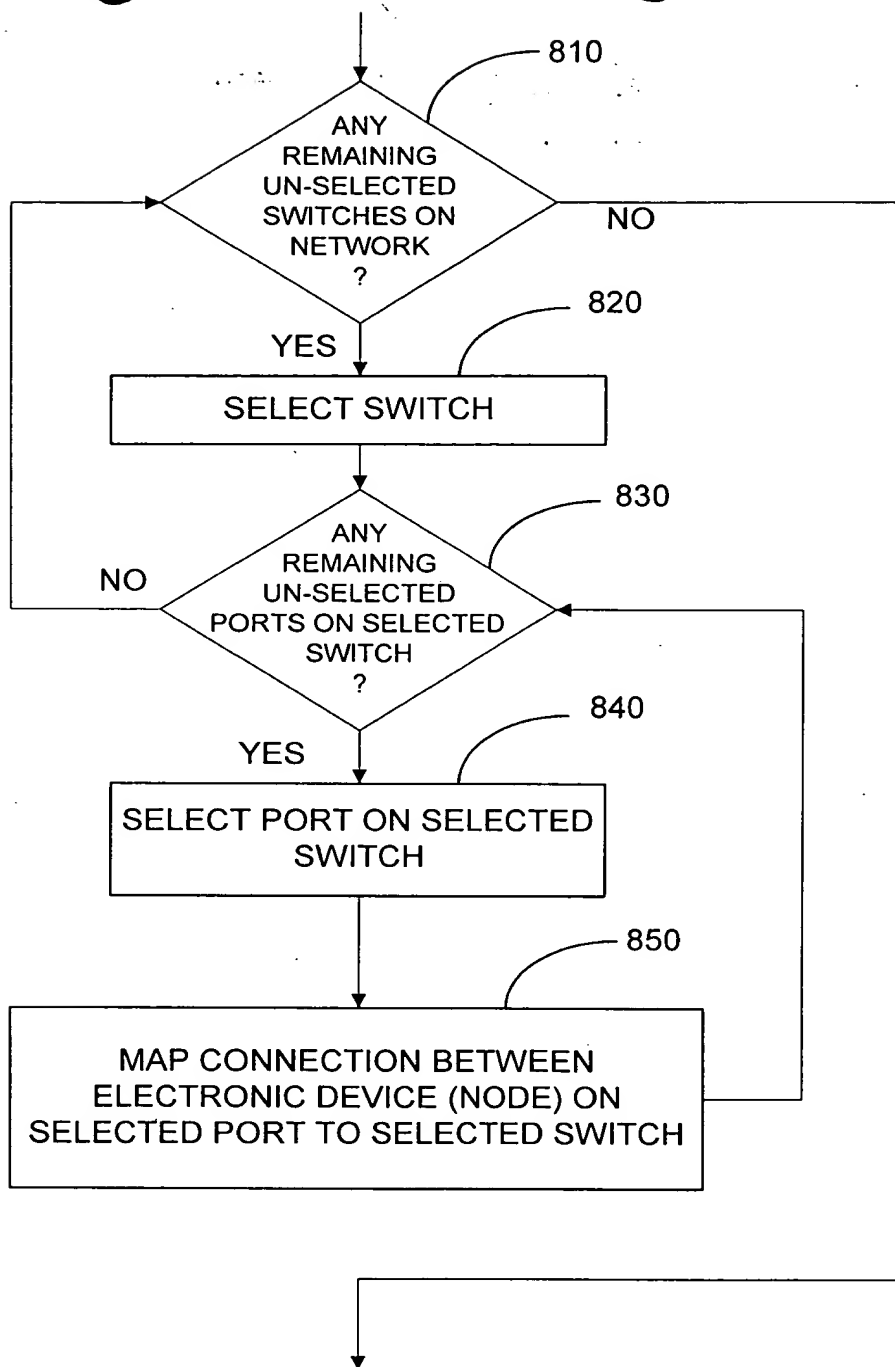 810
ANY
REMAINING
UN-SELECTED
SWITCHES ON
NETWORK
?
NO
820
YES
SELECT SWITCH
830
ANY
REMAINING
UN-SELECTED
PORTS ON SELECTED
SWITCH
?
NO
840
YES
SELECT PORT ON SELECTED
SWITCH
850
MAP CONNECTION BETWEEN
ELECTRONIC DEVICE (NODE) ON
SELECTED PORT TO SELECTED SWITCH